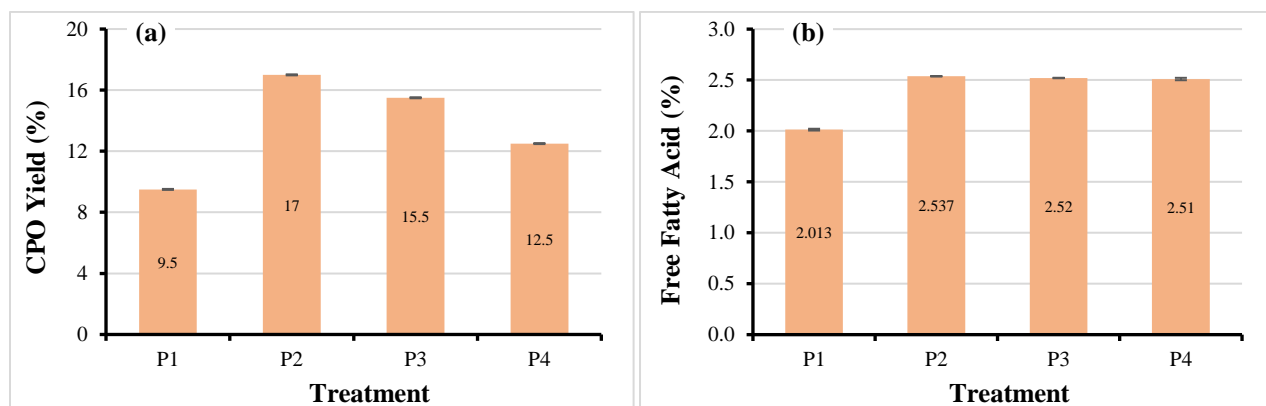 (a)
CPO Yield (%)
20
16
12
8
4
0
9.5
17
15.5
12.5
P1 P2 P3 P4
Treatment
(b)
Free Fatty Acid (%)
3.0
2.5
2.0
1.5
1.0
0.5
0.0
2.013
2.537
2.52
2.51
P1 P2 P3 P4
Treatment